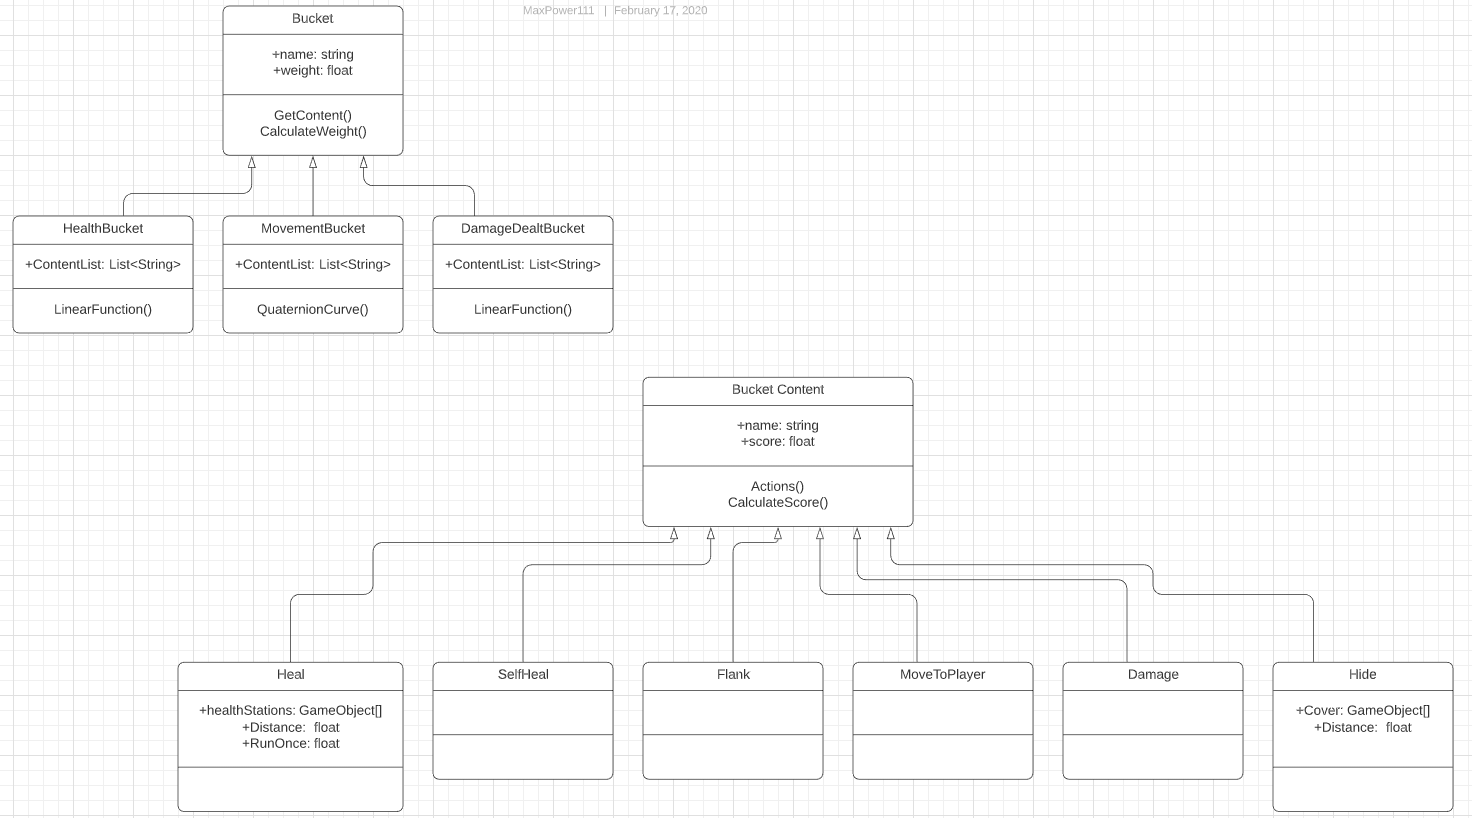 MaxPower111 | February 17, 2020
Bucket
+name: string
+weight: float
GetContent()
CalculateWeight()
HealthBucket
+ContentList: List<String>
LinearFunction()
MovementBucket
+ContentList: List<String>
QuaternionCurve()
DamageDealtBucket
+ContentList: List<String>
LinearFunction()
Bucket Content
+name: string
+score: float
Actions()
CalculateScore()
Heal
+healthStations: GameObject[]
+Distance: float
+RunOnce: float
SelfHeal
Flank
MoveToPlayer
Damage
Hide
+Cover: GameObject[]
+Distance: float